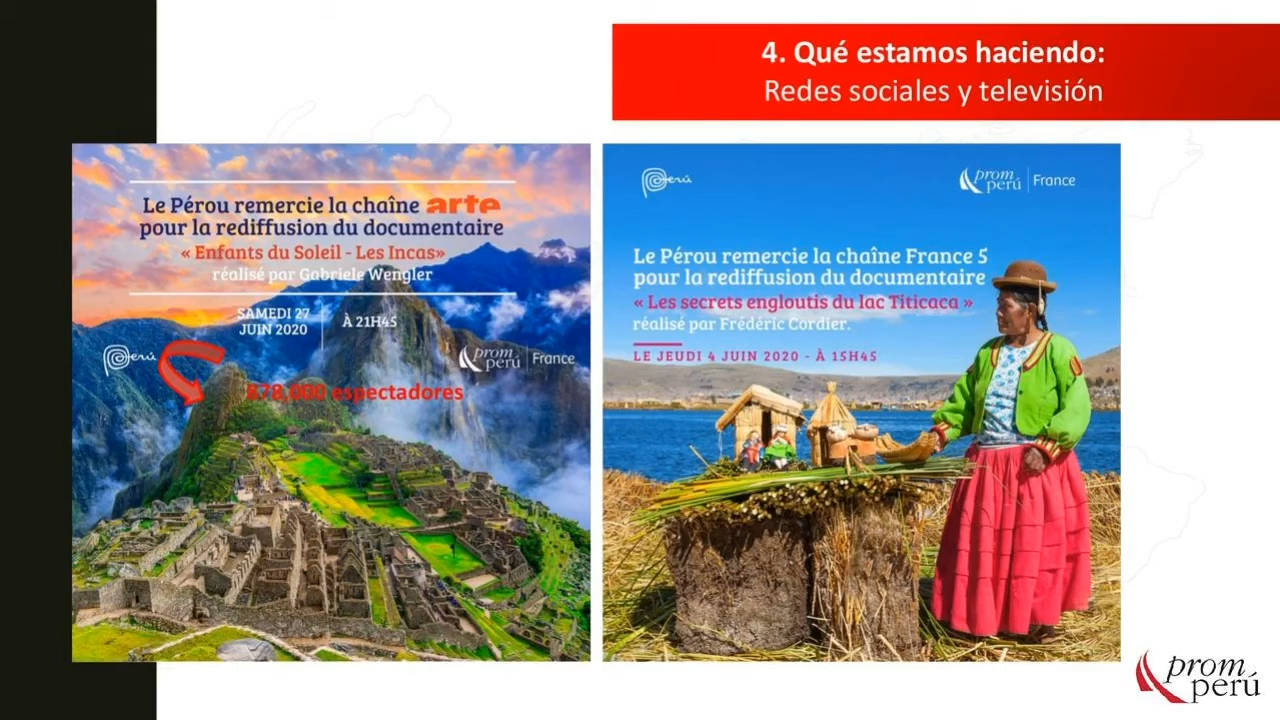 4. Qué estamos haciendo:
Redes sociales y televisión
Le Pérou remercie la chaîne arte
pour la rediffusion du documentaire
« Enfants du Soleil - Les Incas»
réalisé par Gabriele Wengler
SAMEDI 27
JUIN 2020
À 21H45
Perú
prom
perú
France
878,000 espectadores
Perú
prom
perú
France
Le Pérou remercie la chaîne France 5
pour la rediffusion du documentaire
« Les secrets engloutis du lac Titicaca »
réalisé par Frédéric Cordier.
LE JEUDI 4 JUIN 2020 - À 15H45
prom
perú